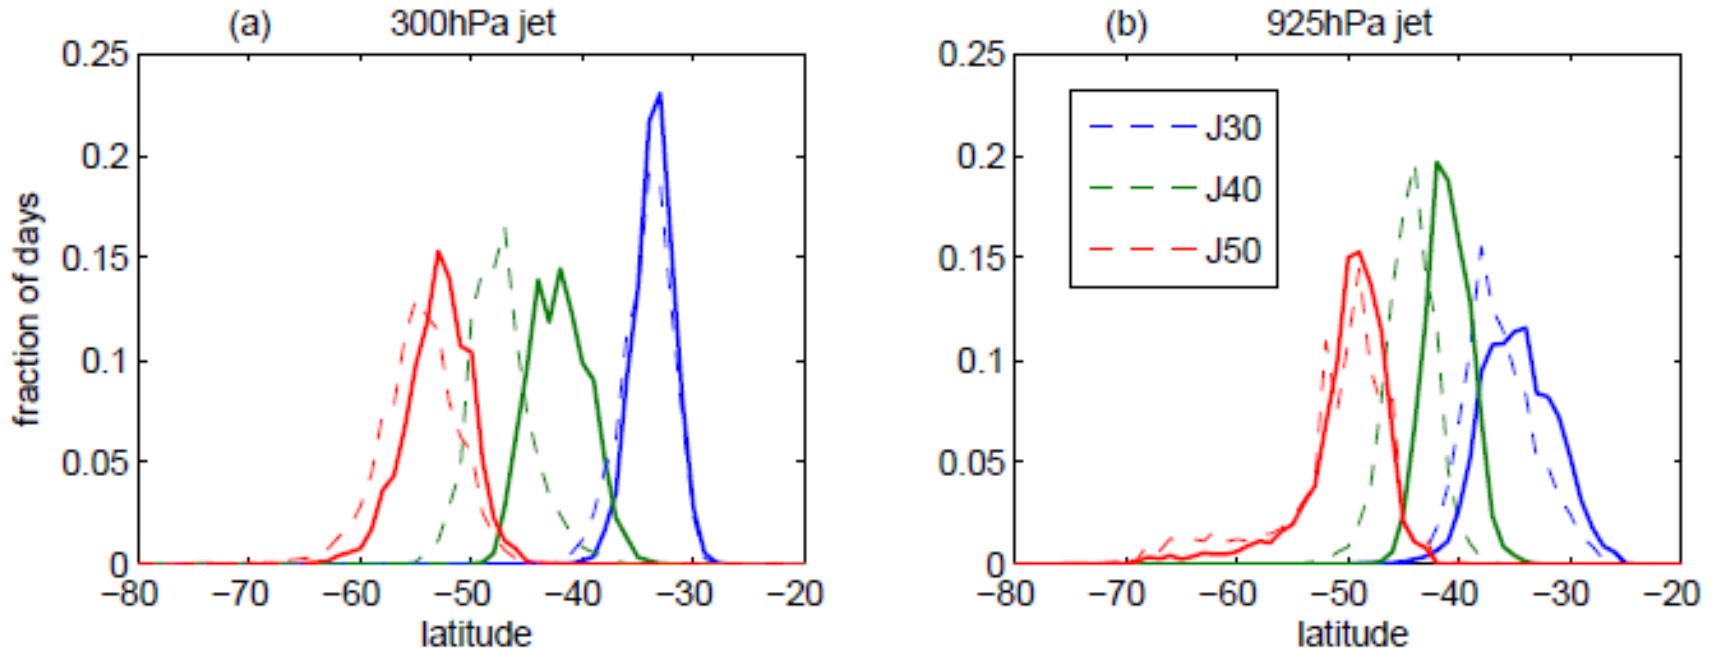 (a) 300hPa jet
0.25
0.2
0.15
0.1
0.05
0
fraction of days
−80 −70 −60 −50 −40 −30 −20
latitude
(b) 925hPa jet
0.25
0.2
0.15
0.1
0.05
0
J30
J40
J50
−80 −70 −60 −50 −40 −30 −20
latitude